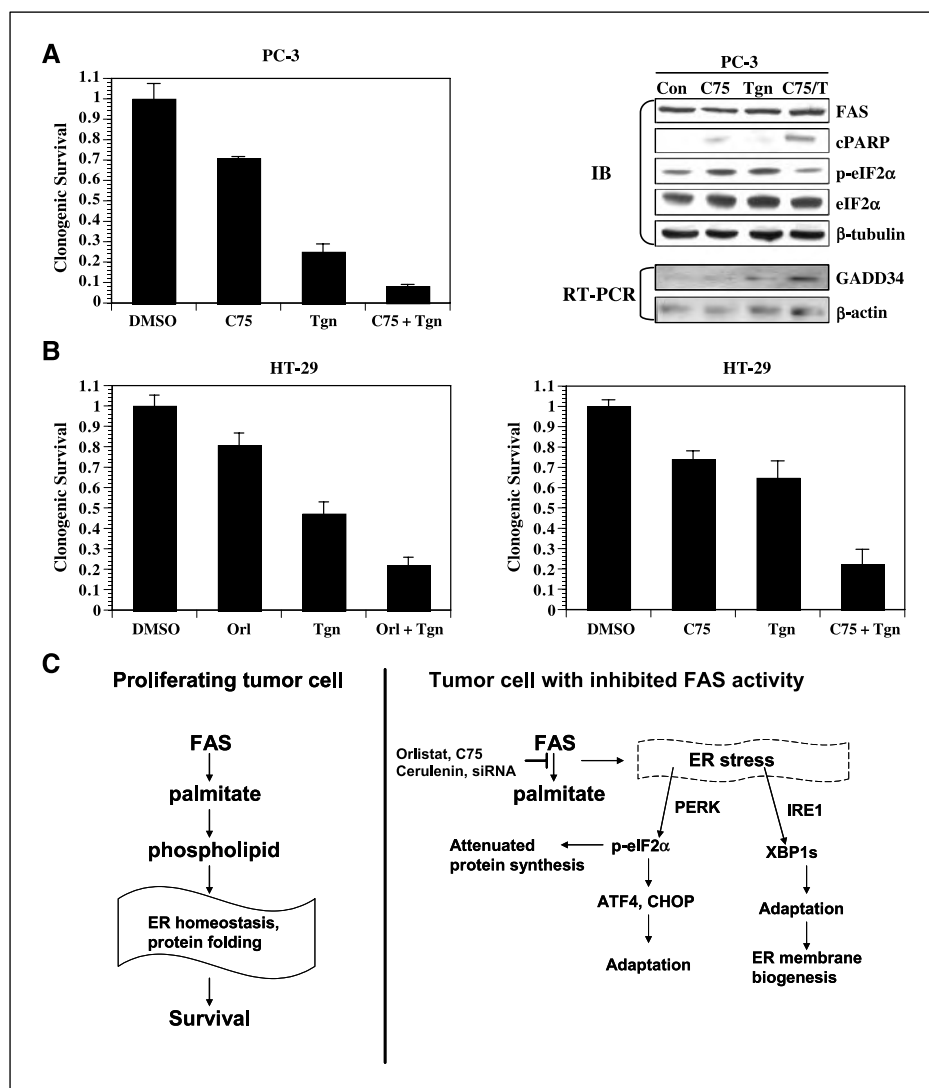 A
PC-3
Clonogenic Survival
1.1
1
0.9
0.8
0.7
0.6
0.5
0.4
0.3
0.2
0.1
0
DMSO C75 Tgn C75 + Tgn
PC-3
Con C75 Tgn C75/T
IB
FAS
cPARP
p-eIF2α
eIF2α
β-tubulin
RT-PCR
GADD34
β-actin
B
HT-29
Clonogenic Survival
1.1
1
0.9
0.8
0.7
0.6
0.5
0.4
0.3
0.2
0.1
0
DMSO Orl Tgn Orl + Tgn
HT-29
Clonogenic Survival
1.1
1
0.9
0.8
0.7
0.6
0.5
0.4
0.3
0.2
0.1
0
DMSO C75 Tgn C75 + Tgn
C
Proliferating tumor cell
FAS
palmitate
phospholipid
ER homeostasis,
protein folding
Survival
Tumor cell with inhibited FAS activity
Orlistat, C75
Cerulenin, siRNA
FAS
palmitate
ER stress
PERK
IRE1
Attenuated
protein synthesis
p-eIF2α
XBP1s
ATF4, CHOP
Adaptation
Adaptation
ER membrane
biogenesis